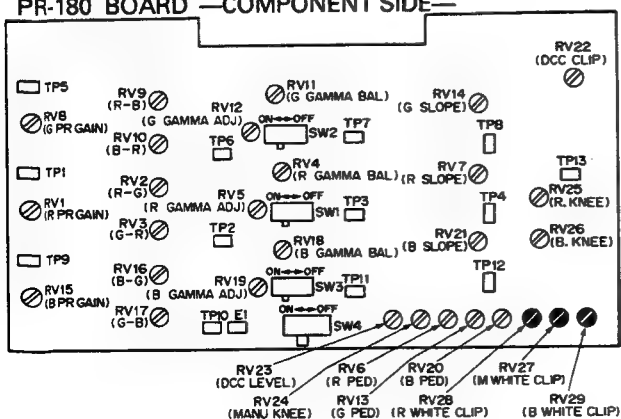 PR-180 BOARD —COMPONENT SIDE—
RV22
(DCC CLIP)
TP5
RV9
(R-B)
RV11
(G GAMMA BAL)
RV14
(G SLOPE)
RV8
(G PR GAIN)
RV12
(G GAMMA ADJ)
ON↔OFF
SW2
TP7
RV10
(B-R)
TP6
TP8
TP1
RV4
(R GAMMA BAL)
RV7
(R SLOPE)
TP13
RV2
(R-G)
RV5
(R GAMMA ADJ)
ON↔OFF
SW1
TP3
TP4
RV25
(R. KNEE)
RV1
(R PR GAIN)
RV3
(G-R)
TP2
RV18
(B GAMMA BAL)
RV21
(B SLOPE)
RV26
(B. KNEE)
TP9
RV16
(B-G)
RV19
(B GAMMA ADJ)
ON↔OFF
SW3
TP11
TP12
RV15
(B PR GAIN)
RV17
(G-B)
TP10 E1
ON↔OFF
SW4
RV23
(DCC LEVEL)
RV6
(R PED)
RV20
(B PED)
RV27
(M WHITE CLIP)
RV24
(MANU KNEE)
RV13
(G PED)
RV28
(R WHITE CLIP)
RV29
(B WHITE CLIP)